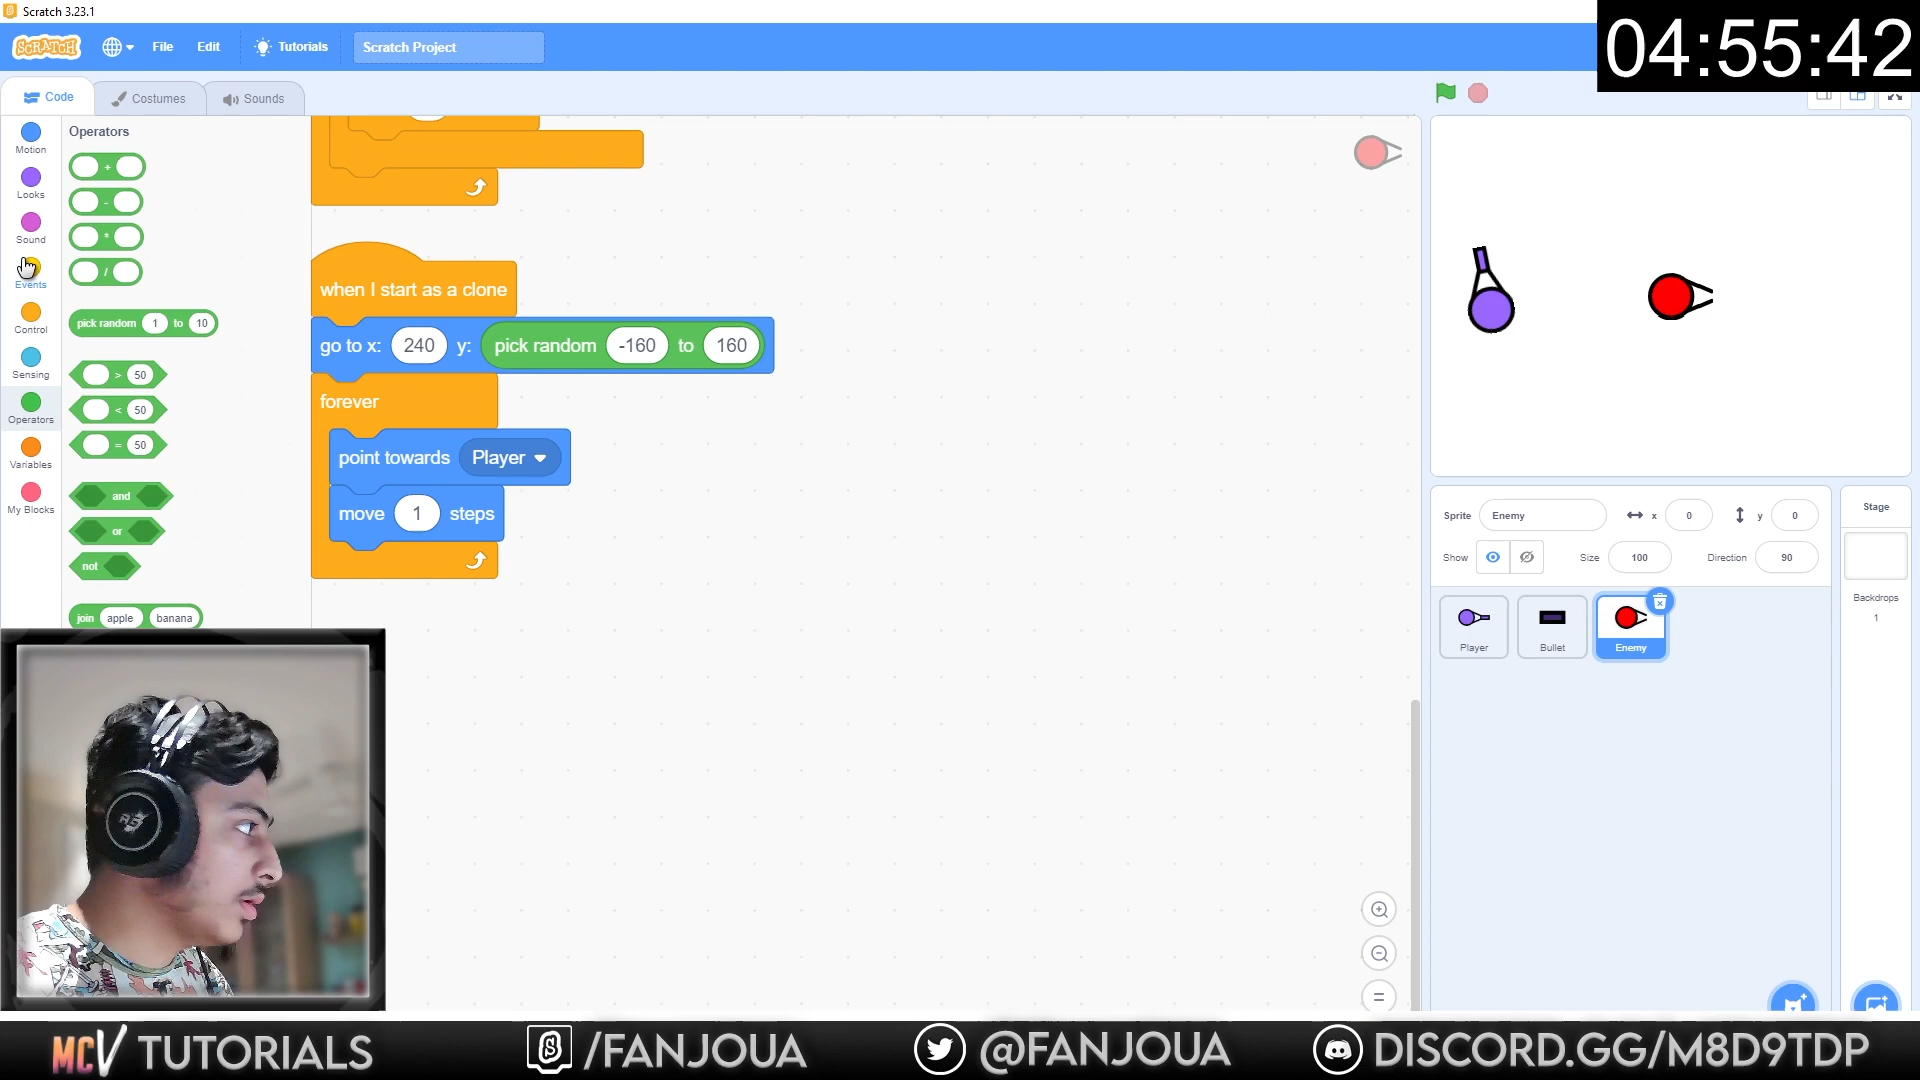 Scratch 3.23.1
SCRATCH File Edit Tutorials Scratch Project
04:55:42
Code Costumes Sounds
Motion
Looks
Sound
Events
Control
Sensing
Operators
Variables
My Blocks
Operators
+
-
*
/
pick random 1 to 10
> 50
< 50
= 50
and
or
not
join apple banana
when I start as a clone
go to x: 240 y: pick random -160 to 160
forever
point towards Player
move 1 steps
Sprite Enemy x 0 y 0
Show Size 100 Direction 90
Player
Bullet
Enemy
Stage
Backdrops
1
MCV TUTORIALS /FANJOUA @FANJOUA DISCORD.GG/M8D9TDP